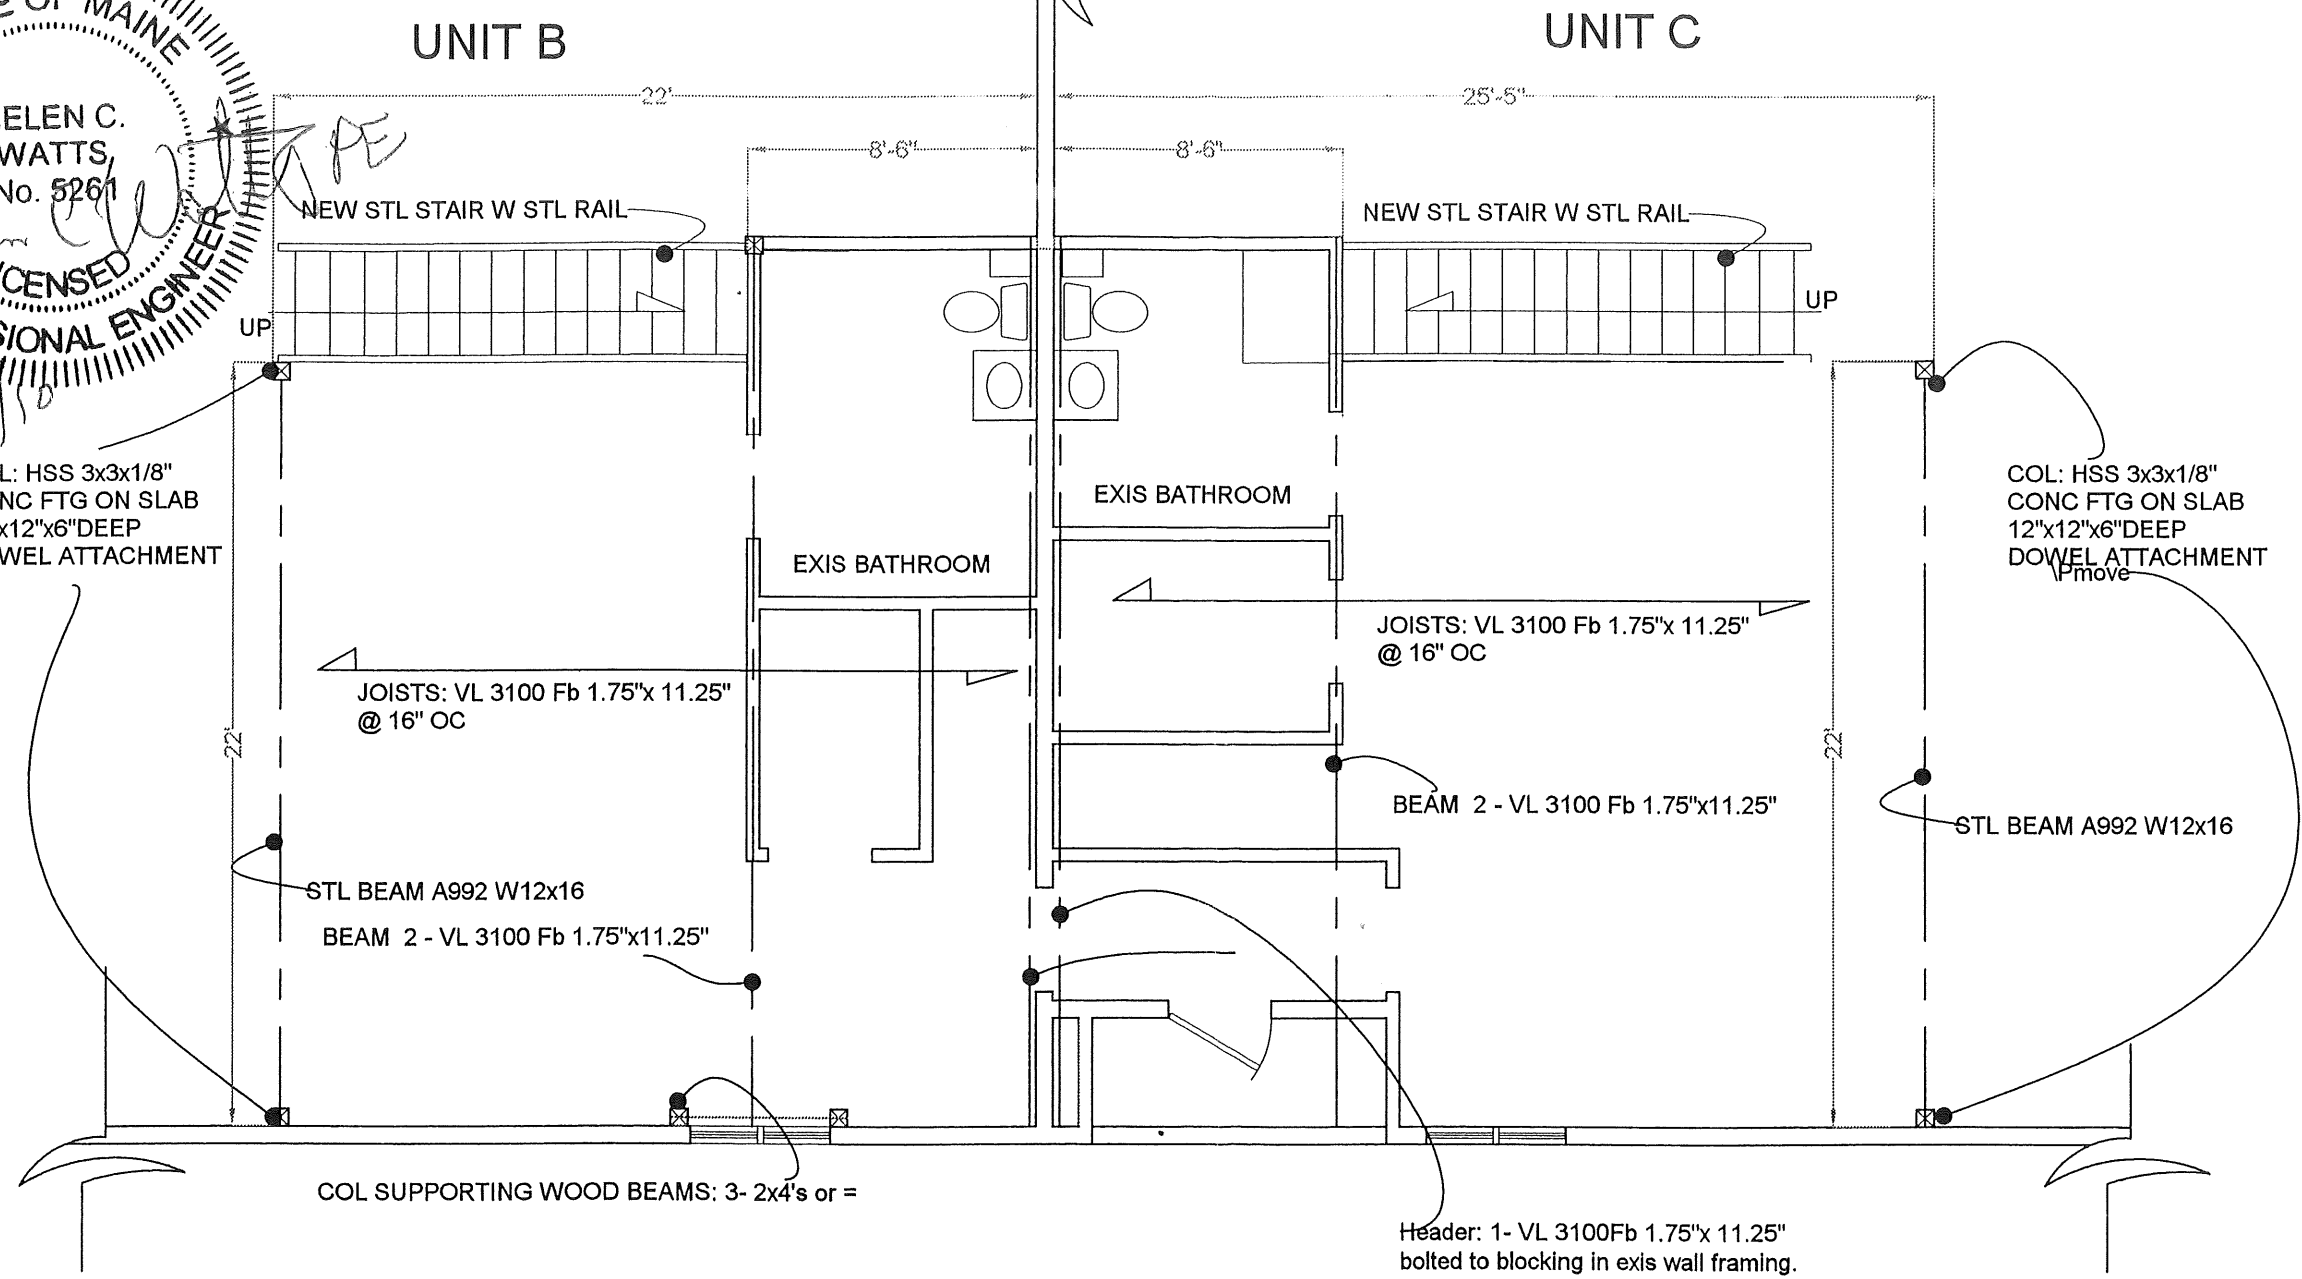 OF MAINE
UNIT B
UNIT C
22'
25'-5"
ELEN C.
WATTS
No. 5261
PE
8'-6"
8'-6"
NEW STL STAIR W STL RAIL
NEW STL STAIR W STL RAIL
CENSED
SIONAL ENGINEER
UP
UP
L: HSS 3x3x1/8"
NC FTG ON SLAB
x12"x6"DEEP
WEL ATTACHMENT
COL: HSS 3x3x1/8"
CONC FTG ON SLAB
12"x12"x6"DEEP
DOWEL ATTACHMENT
\Pmove
EXIS BATHROOM
EXIS BATHROOM
JOISTS: VL 3100 Fb 1.75"x 11.25"
@ 16" OC
JOISTS: VL 3100 Fb 1.75"x 11.25"
@ 16" OC
22'
22'
BEAM 2 - VL 3100 Fb 1.75"x11.25"
STL BEAM A992 W12x16
STL BEAM A992 W12x16
BEAM 2 - VL 3100 Fb 1.75"x11.25"
COL SUPPORTING WOOD BEAMS: 3- 2x4's or =
Header: 1- VL 3100Fb 1.75"x 11.25"
bolted to blocking in exis wall framing.